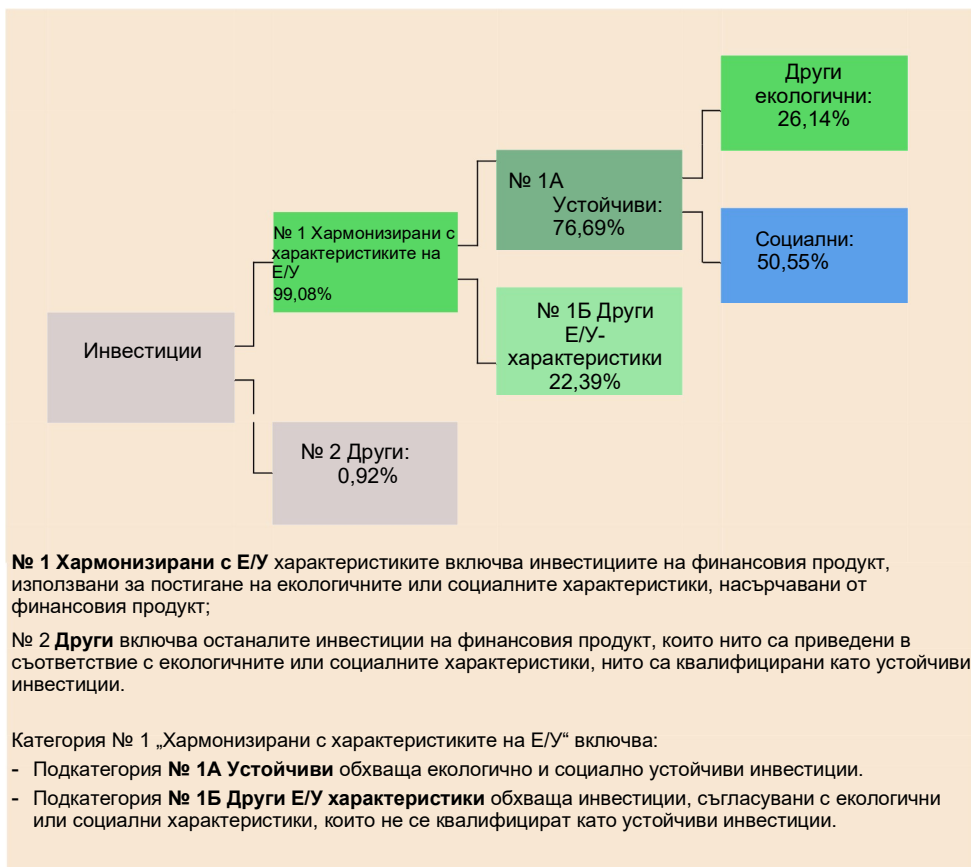 Други
екологични:
26,14%
№ 1А
Устойчиви:
76,69%
Социални:
50,55%
№ 1 Хармонизирани с
характеристиките на
Е/У
99,08%
№ 1Б Други
Е/У-
характеристики
22,39%
Инвестиции
№ 2 Други:
0,92%
№ 1 Хармонизирани с Е/У характеристиките включва инвестициите на финансовия продукт,
използвани за постигане на екологичните или социалните характеристики, насърчавани от
финансовия продукт;
№ 2 Други включва останалите инвестиции на финансовия продукт, които нито са приведени в
съответствие с екологичните или социалните характеристики, нито са квалифицирани като устойчиви
инвестиции.
Категория № 1 „Хармонизирани с характеристиките на Е/У“ включва:
- Подкатегория № 1А Устойчиви обхваща екологично и социално устойчиви инвестиции.
- Подкатегория № 1Б Други Е/У характеристики обхваща инвестиции, съгласувани с екологични
или социални характеристики, които не се квалифицират като устойчиви инвестиции.